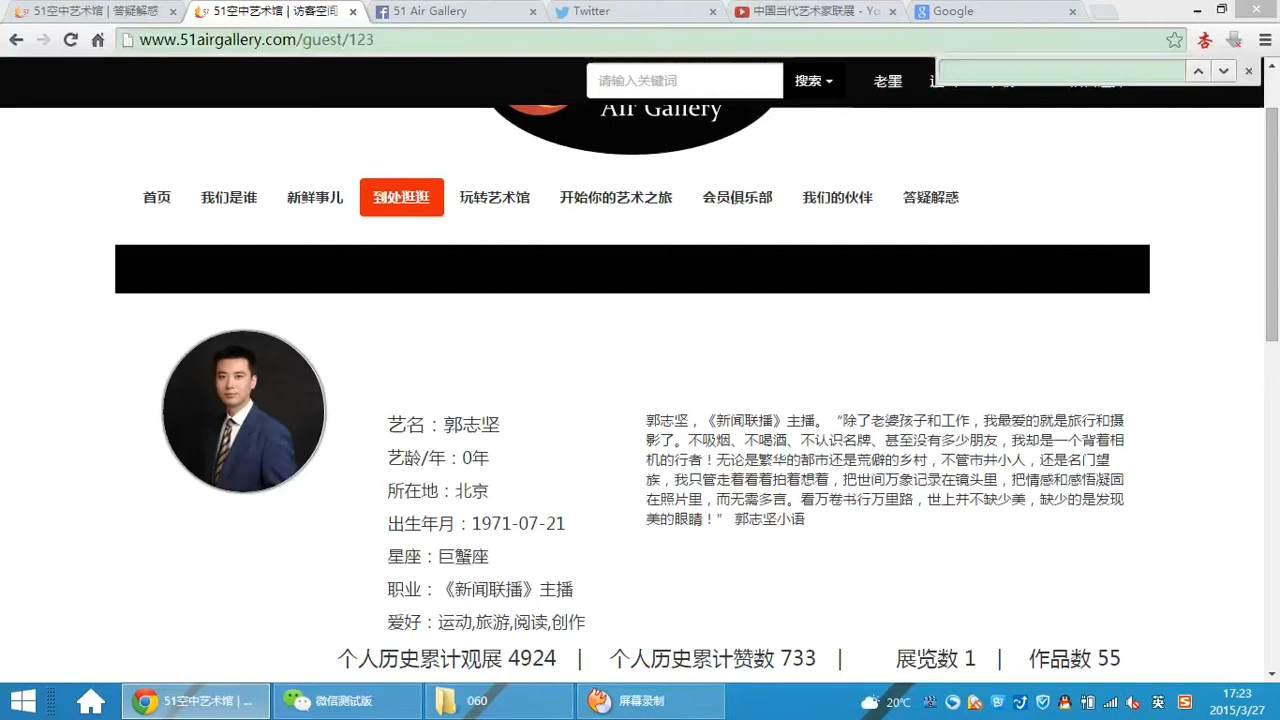 51空中艺术馆 | 答疑解惑
51空中艺术馆 | 访客空间
51 Air Gallery
Twitter
中国当代艺术家联展 - Yo
Google
www.51airgallery.com/guest/123
请输入关键词
搜索
老墨
Air Gallery
首页
我们是谁
新鲜事儿
到处逛逛
玩转艺术馆
开始你的艺术之旅
会员俱乐部
我们的伙伴
答疑解惑
艺名：郭志坚
艺龄/年：0年
所在地：北京
出生年月：1971-07-21
星座：巨蟹座
职业：《新闻联播》主播
爱好：运动,旅游,阅读,创作
郭志坚，《新闻联播》主播。“除了老婆孩子和工作，我最爱的就是旅行和摄
影了。不吸烟、不喝酒、不认识名牌、甚至没有多少朋友，我却是一个背着相
机的行者！无论是繁华的都市还是荒僻的乡村，不管市井小人，还是名门望
族，我只管走着看着拍着想着，把世间万象记录在镜头里，把情感和感悟凝固
在照片里，而无需多言。看万卷书行万里路，世上并不缺少美，缺少的是发现
美的眼睛！” 郭志坚小语
个人历史累计观展 4924 | 个人历史累计赞数 733 | 展览数 1 | 作品数 55
51空中艺术馆 | ...
微信测试版
060
屏幕录制
20℃
英
17:23
2015/3/27